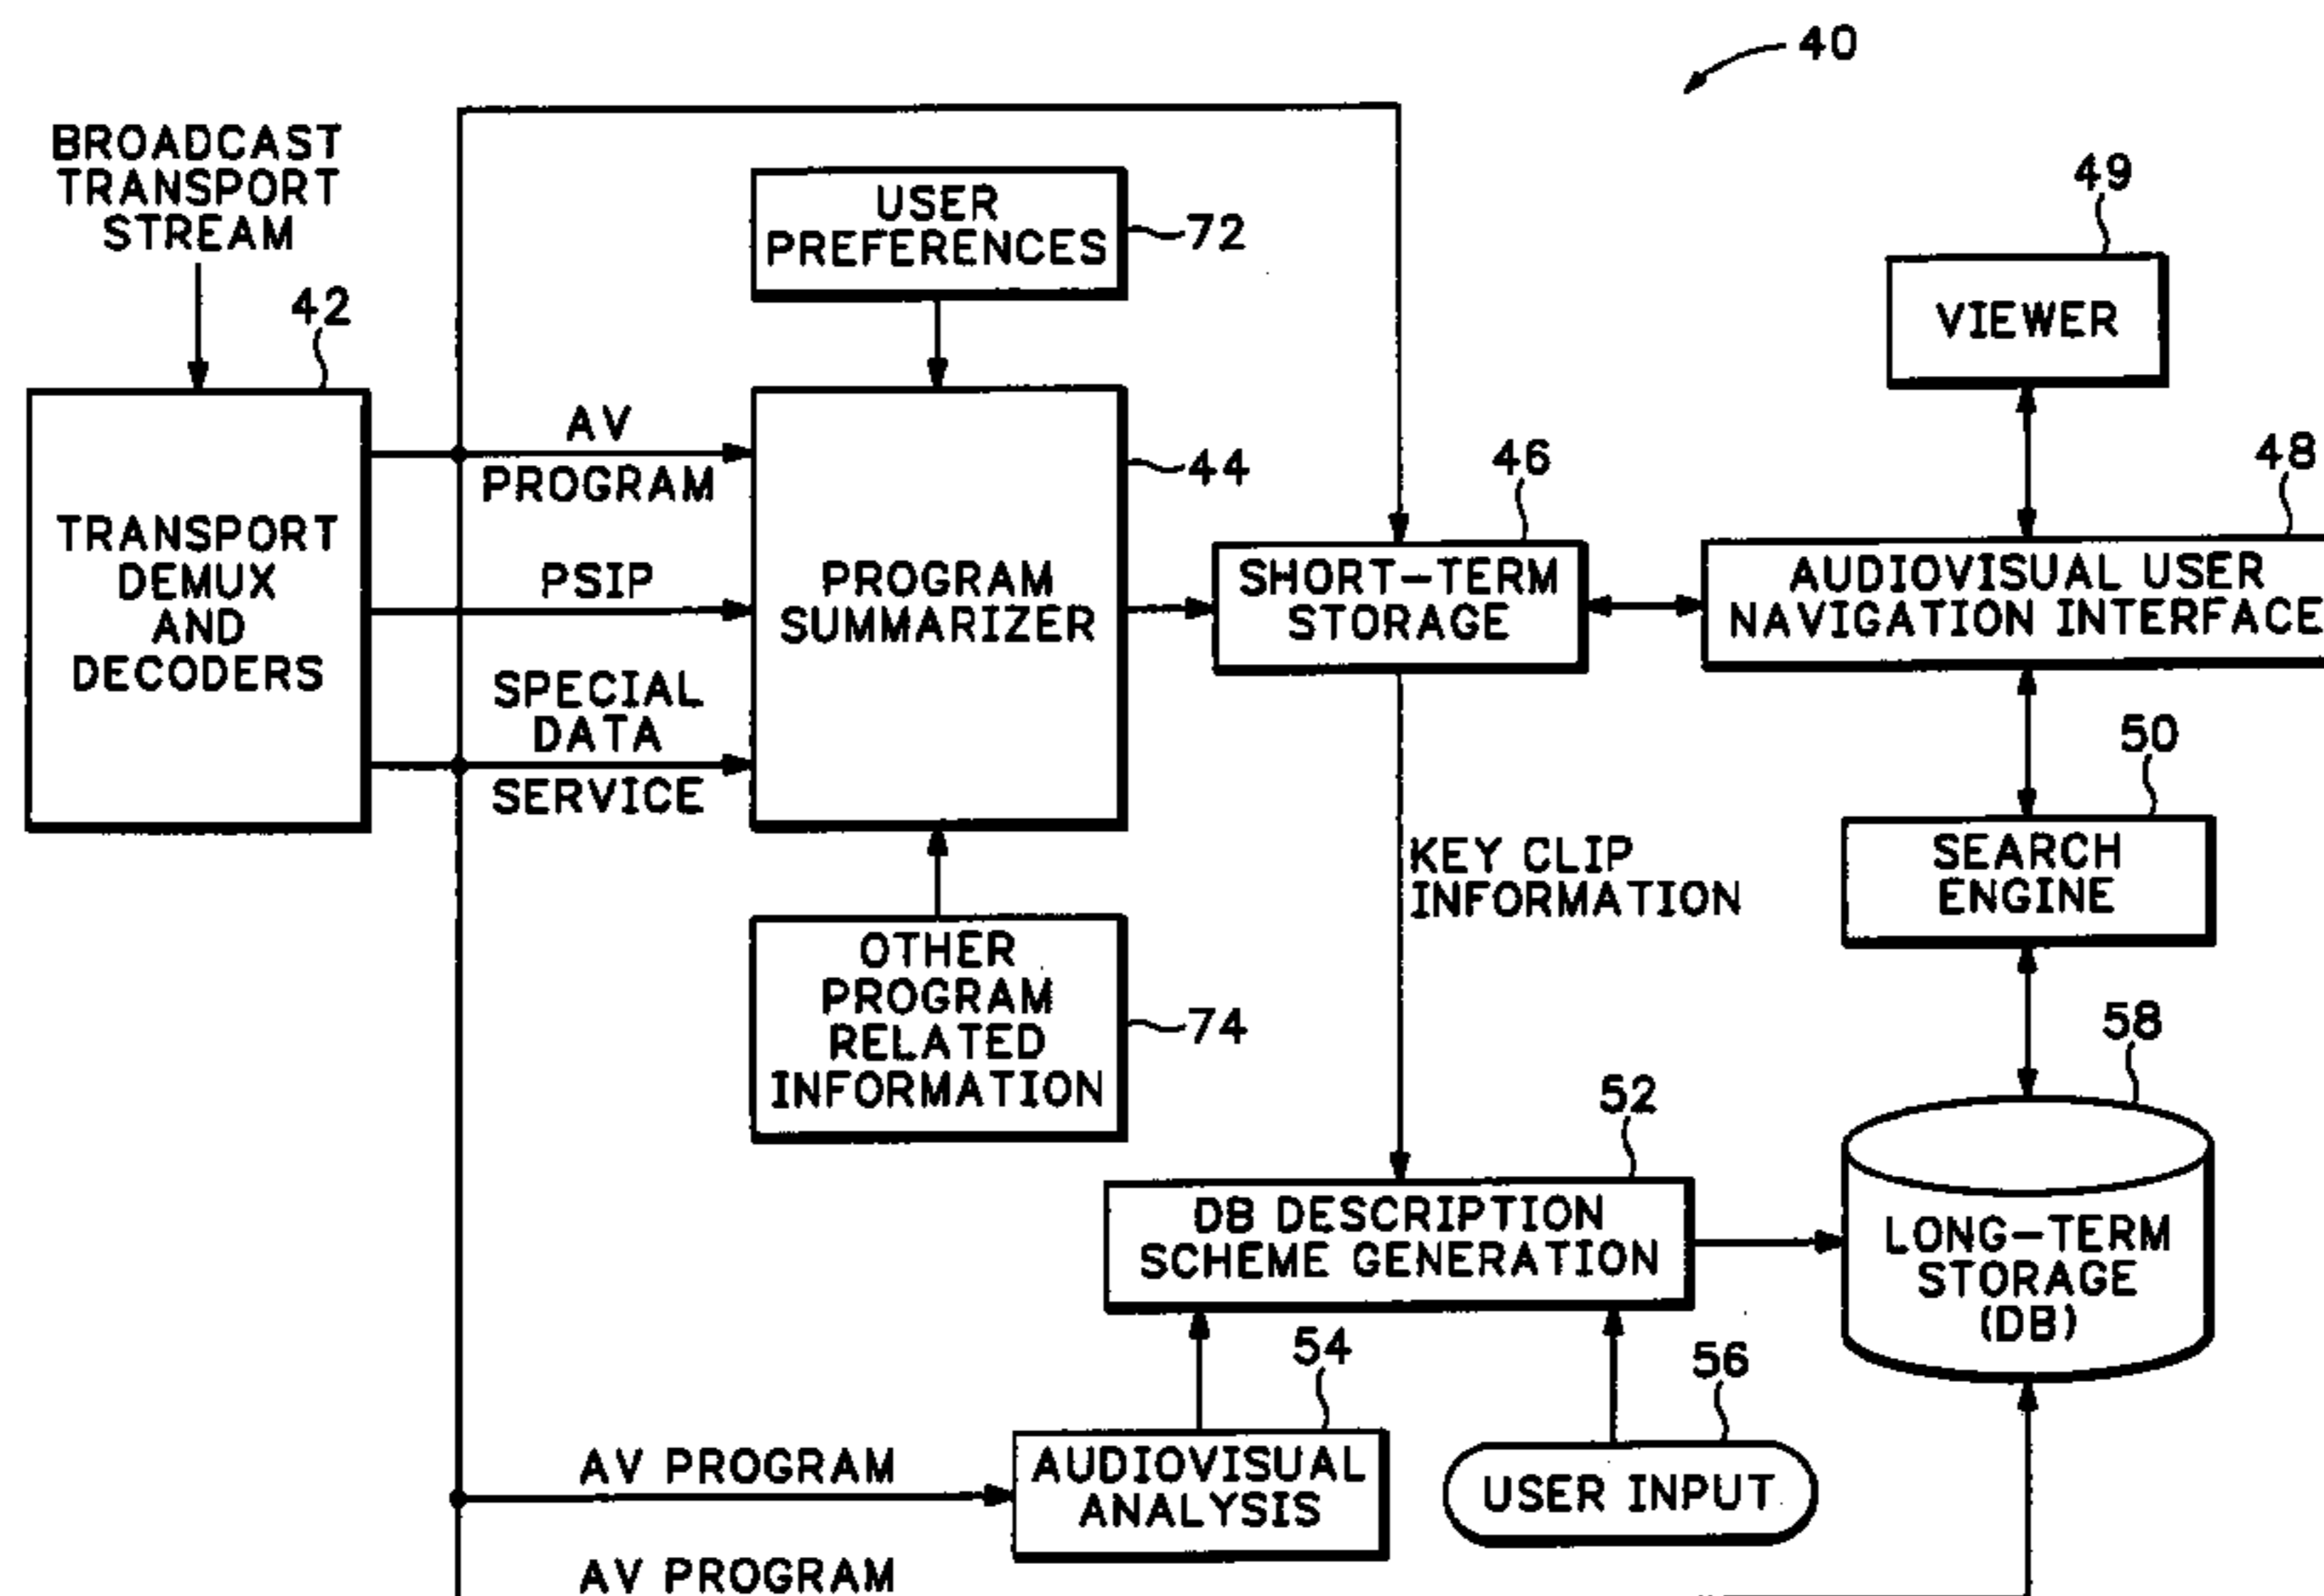 40
BROADCAST
TRANSPORT
STREAM
42
TRANSPORT
DEMUX
AND
DECODERS
AV
PROGRAM
PSIP
SPECIAL
DATA
SERVICE
USER
PREFERENCES
72
PROGRAM
SUMMARIZER
44
OTHER
PROGRAM
RELATED
INFORMATION
74
46
SHORT-TERM
STORAGE
49
VIEWER
48
AUDIOVISUAL USER
NAVIGATION INTERFACE
50
SEARCH
ENGINE
KEY CLIP
INFORMATION
58
LONG-TERM
STORAGE
(DB)
52
DB DESCRIPTION
SCHEME GENERATION
54
AUDIOVISUAL
ANALYSIS
56
USER INPUT
AV PROGRAM
AV PROGRAM